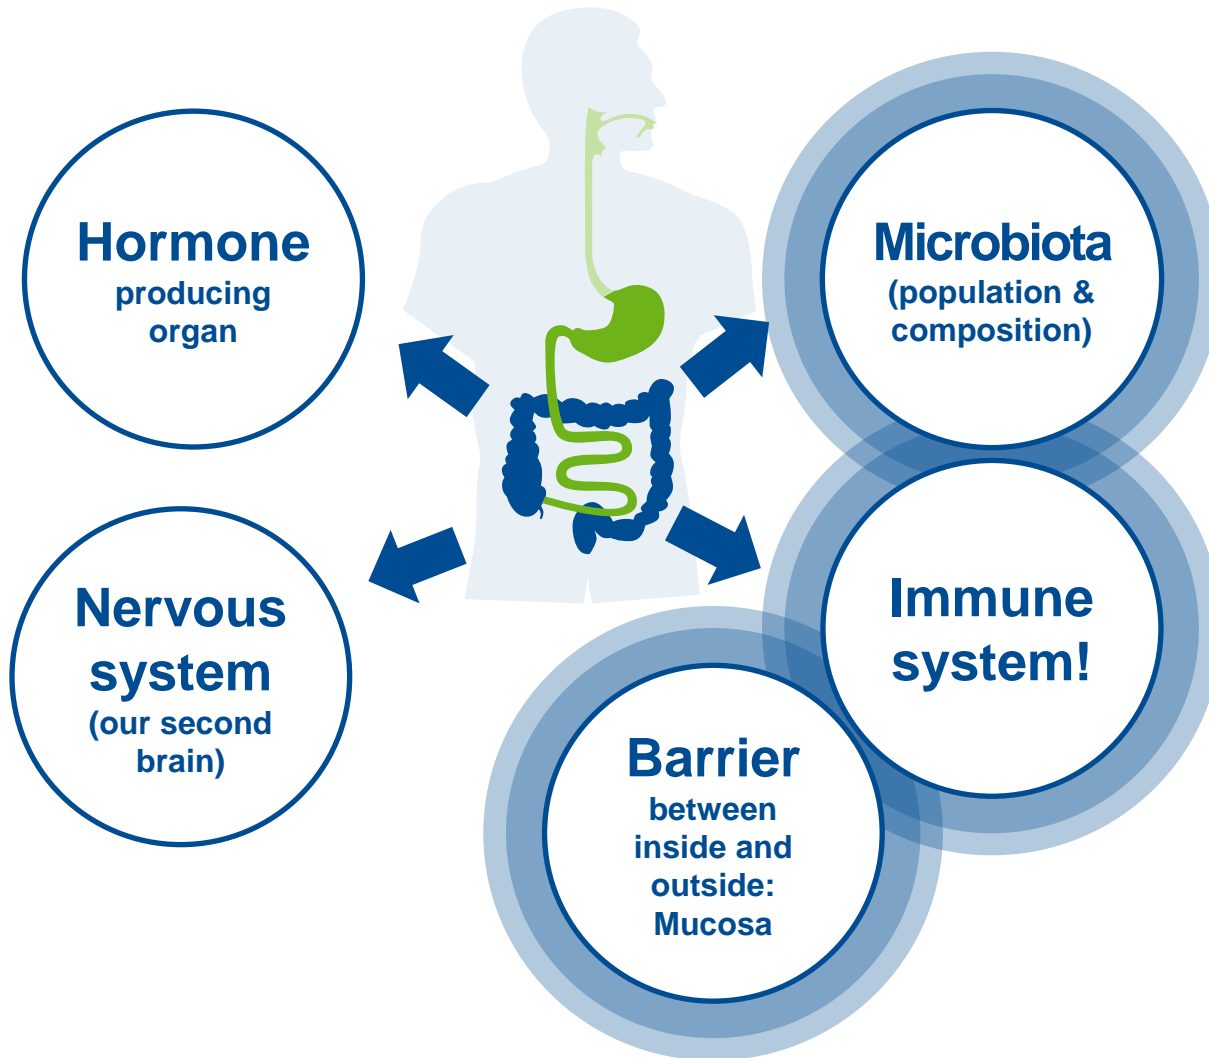 Hormone
producing
organ
Microbiota
(population &
composition)
Nervous
system
(our second
brain)
Immune
system!
Barrier
between
inside and
outside:
Mucosa